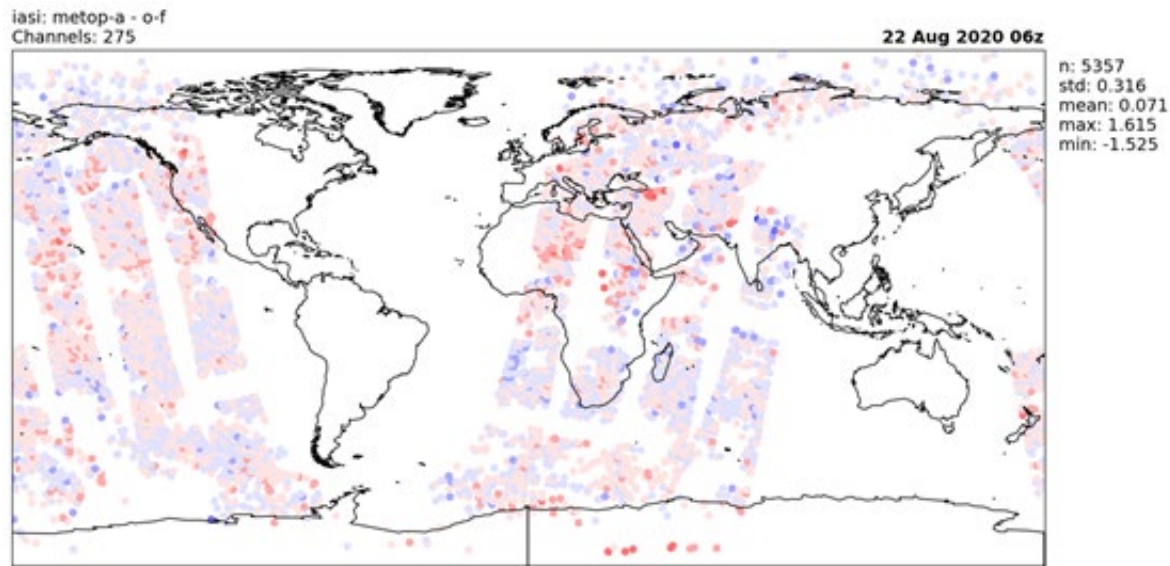 iasi: metop-a - o-f
Channels: 275
22 Aug 2020 06z
n: 5357
std: 0.316
mean: 0.071
max: 1.615
min: -1.525